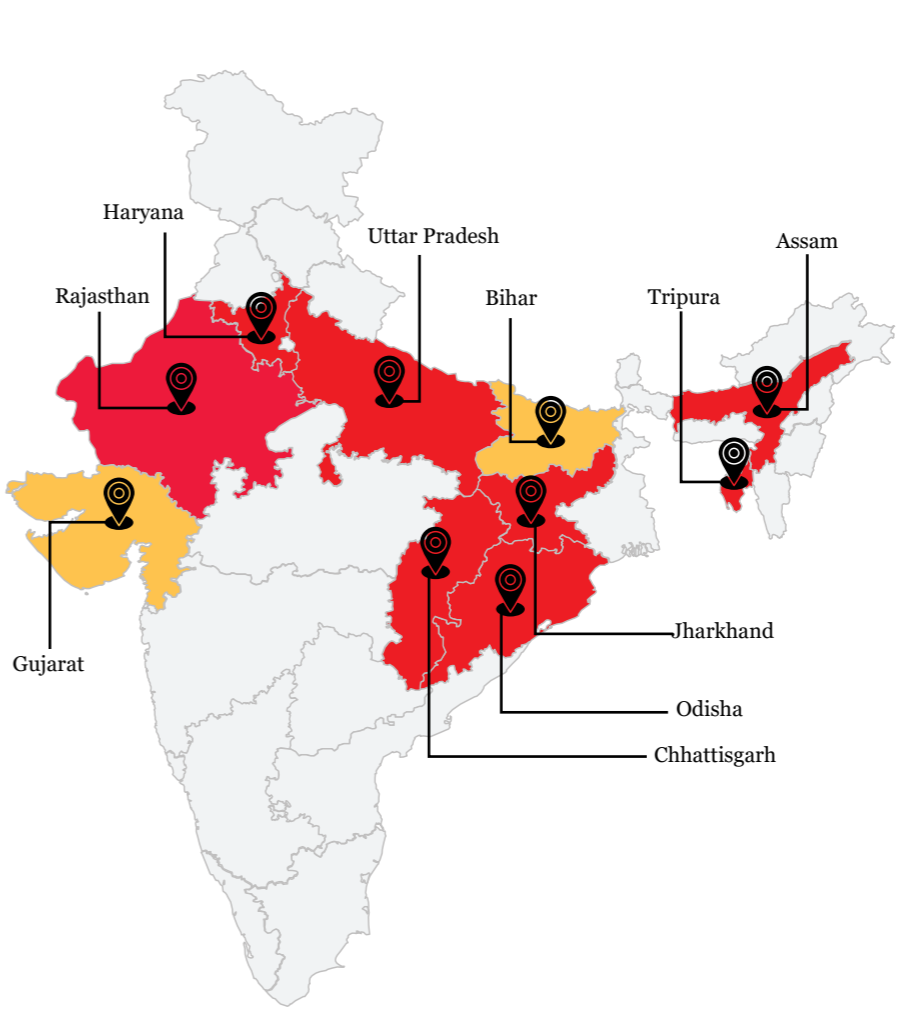 Haryana
Uttar Pradesh
Assam
Rajasthan
Bihar
Tripura
Jharkhand
Gujarat
Odisha
Chhattisgarh